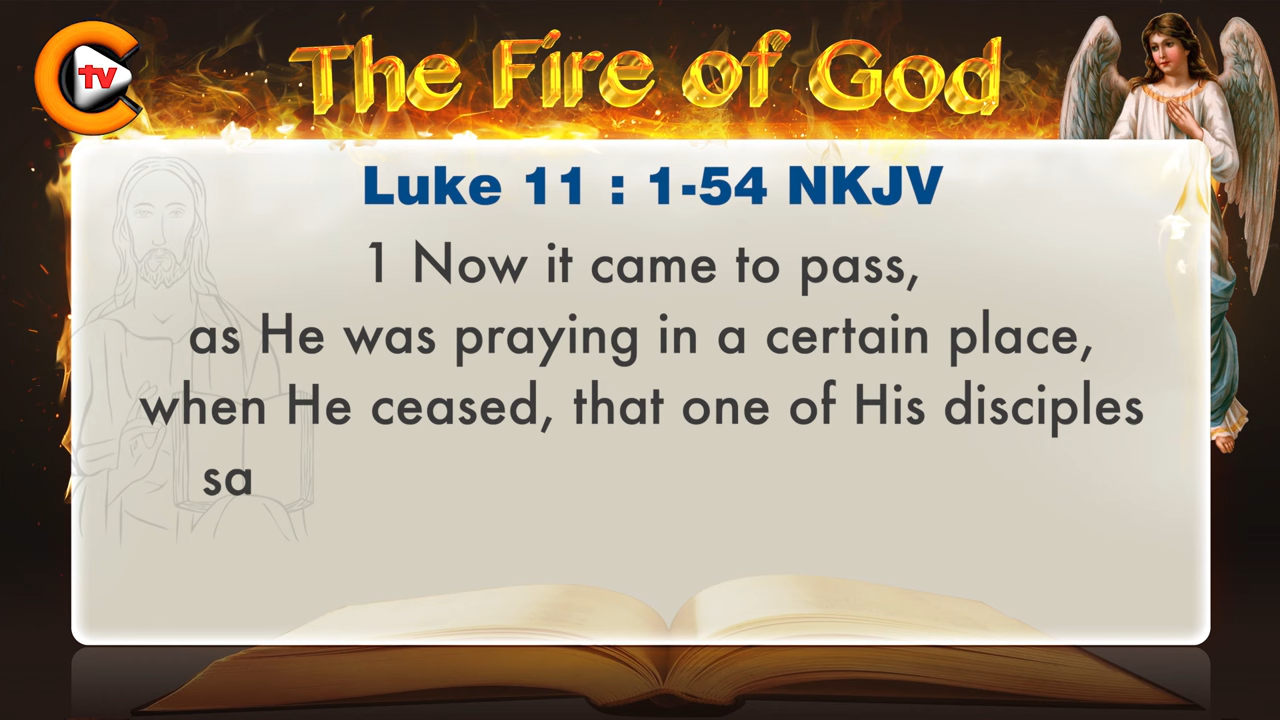 tv
The Fire of God
Luke 11 : 1-54 NKJV
1 Now it came to pass,
as He was praying in a certain place,
when He ceased, that one of His disciples
sa